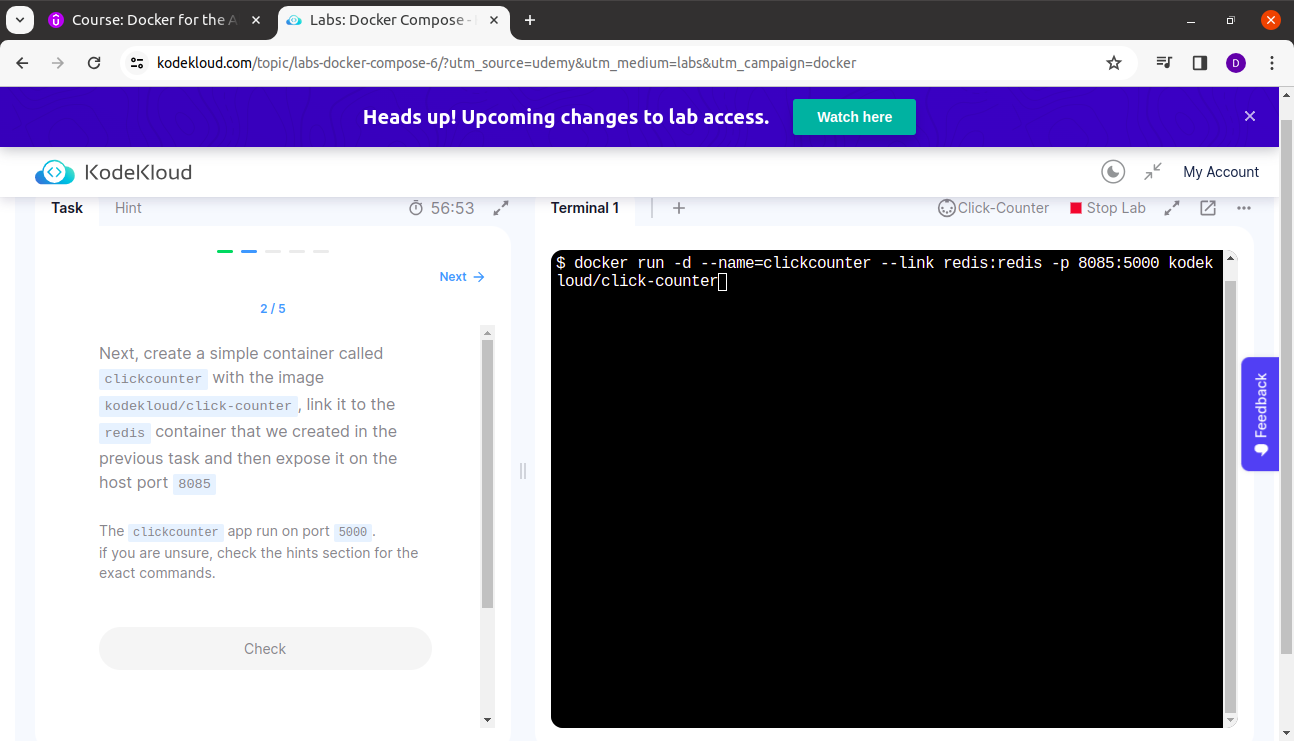 Course: Docker for the A
Labs: Docker Compose -
kodekloud.com/topic/labs-docker-compose-6/?utm_source=udemy&utm_medium=labs&utm_campaign=docker
D
Heads up! Upcoming changes to lab access.
Watch here
KodeKloud
My Account
Task
Hint
56:53
Terminal 1
Click-Counter
Stop Lab
Next
2 / 5
Next, create a simple container called
clickcounter with the image
kodekloud/click-counter, link it to the
redis container that we created in the
previous task and then expose it on the
host port 8085
The clickcounter app run on port 5000.
if you are unsure, check the hints section for the
exact commands.
Check
$ docker run -d --name=clickcounter --link redis:redis -p 8085:5000 kodek
loud/click-counter
Feedback